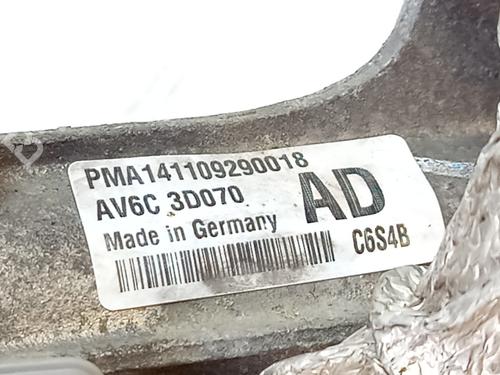 PMA141109290018
AV6C 3D070 AD
Made in Germany
C6S4B